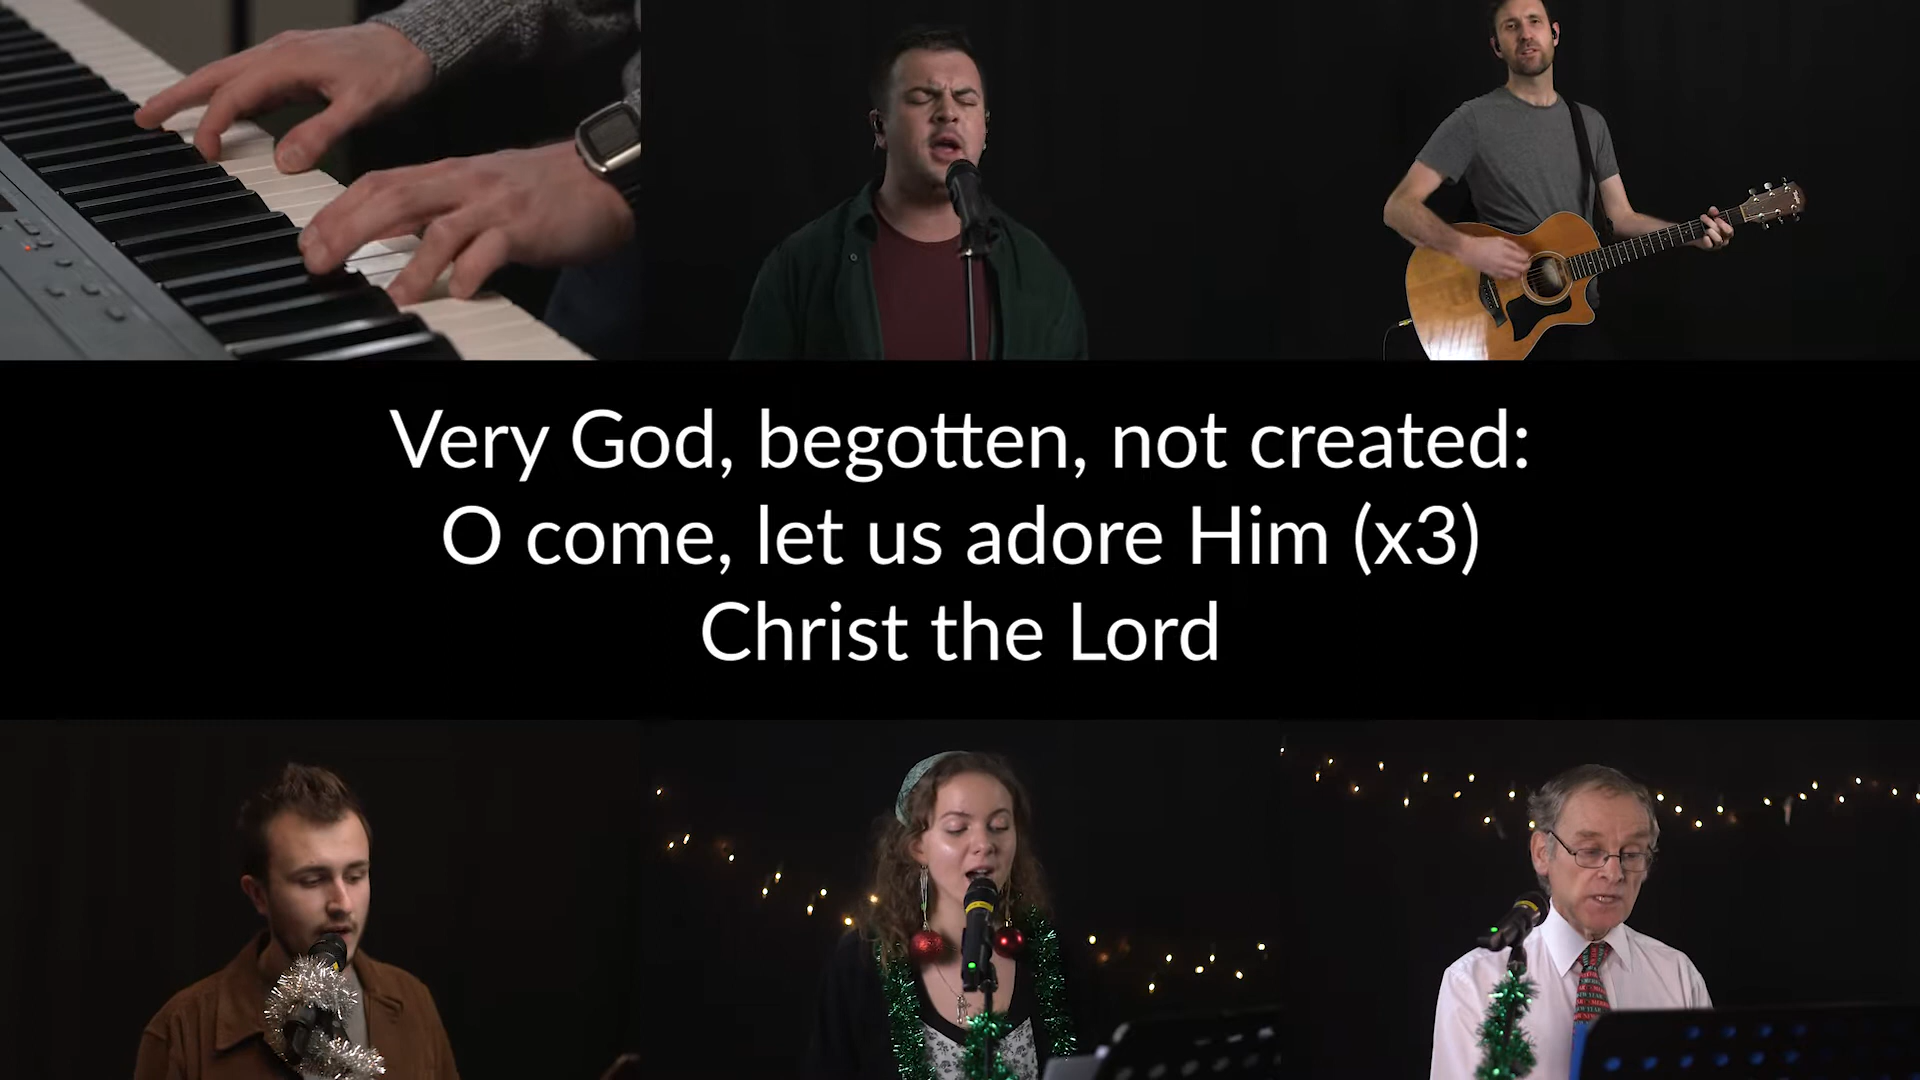 Very God, begotten, not created:
O come, let us adore Him (x3)
Christ the Lord